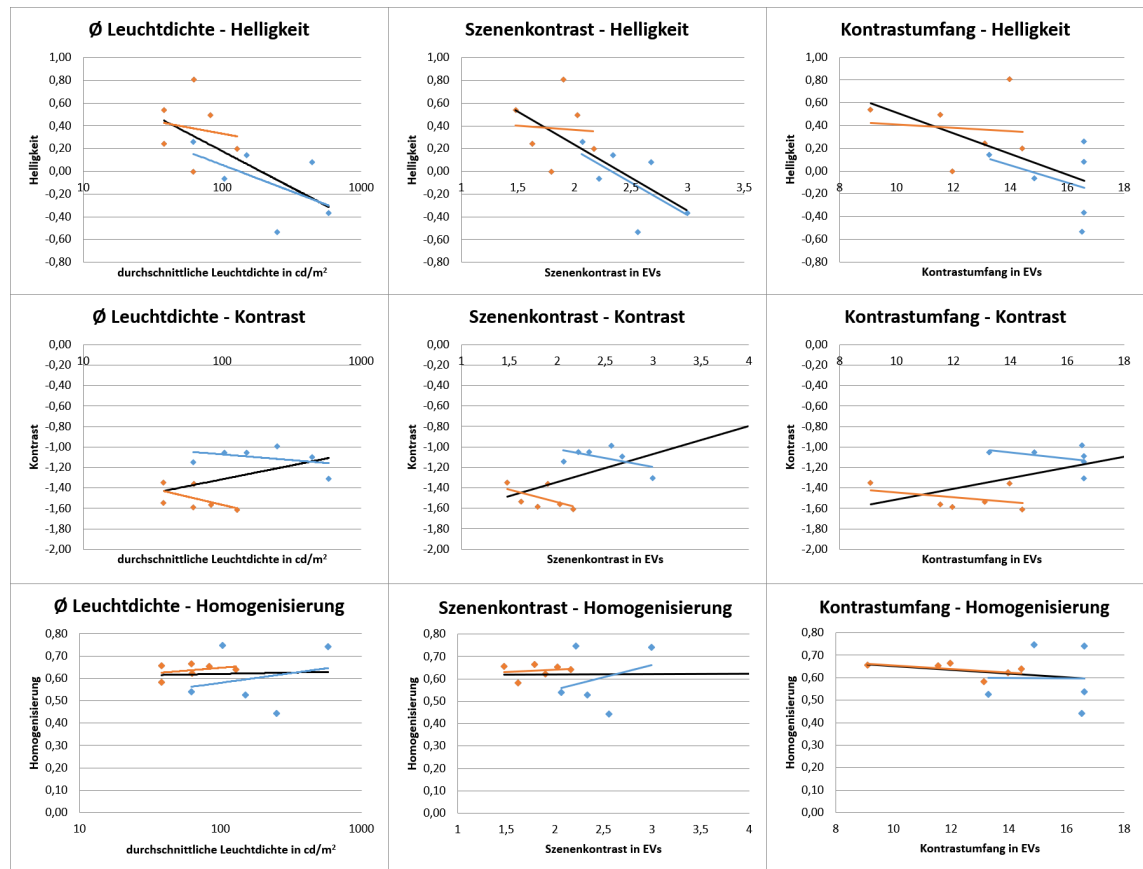 Ø Leuchtdichte - Helligkeit
1,00
0,80
0,60
0,40
0,20
0,00
-0,20
-0,40
-0,60
-0,80
10 100 1000
Helligkeit
durchschnittliche Leuchtdichte in cd/m²
Szenenkontrast - Helligkeit
1,00
0,80
0,60
0,40
0,20
0,00
-0,20
-0,40
-0,60
-0,80
1 1,5 2 2,5 3 3,5
Helligkeit
Szenenkontrast in EVs
Kontrastumfang - Helligkeit
1,00
0,80
0,60
0,40
0,20
0,00
-0,20
-0,40
-0,60
-0,80
8 10 12 14 16 18
Helligkeit
Kontrastumfang in EVs
Ø Leuchtdichte - Kontrast
0,00
-0,20
-0,40
-0,60
-0,80
-1,00
-1,20
-1,40
-1,60
-1,80
-2,00
10 100 1000
Kontrast
durchschnittliche Leuchtdichte in cd/m²
Szenenkontrast - Kontrast
0,00
-0,20
-0,40
-0,60
-0,80
-1,00
-1,20
-1,40
-1,60
-1,80
-2,00
1 1,5 2 2,5 3 3,5 4
Kontrast
Szenenkontrast in EVs
Kontrastumfang - Kontrast
0,00
-0,20
-0,40
-0,60
-0,80
-1,00
-1,20
-1,40
-1,60
-1,80
-2,00
8 10 12 14 16 18
Kontrast
Kontrastumfang in EVs
Ø Leuchtdichte - Homogenisierung
0,80
0,70
0,60
0,50
0,40
0,30
0,20
0,10
0,00
10 100 1000
Homogenisierung
durchschnittliche Leuchtdichte in cd/m²
Szenenkontrast - Homogenisierung
0,80
0,70
0,60
0,50
0,40
0,30
0,20
0,10
0,00
1 1,5 2 2,5 3 3,5 4
Homogenisierung
Szenenkontrast in EVs
Kontrastumfang - Homogenisierung
0,80
0,70
0,60
0,50
0,40
0,30
0,20
0,10
0,00
8 10 12 14 16 18
Homogenisierung
Kontrastumfang in EVs